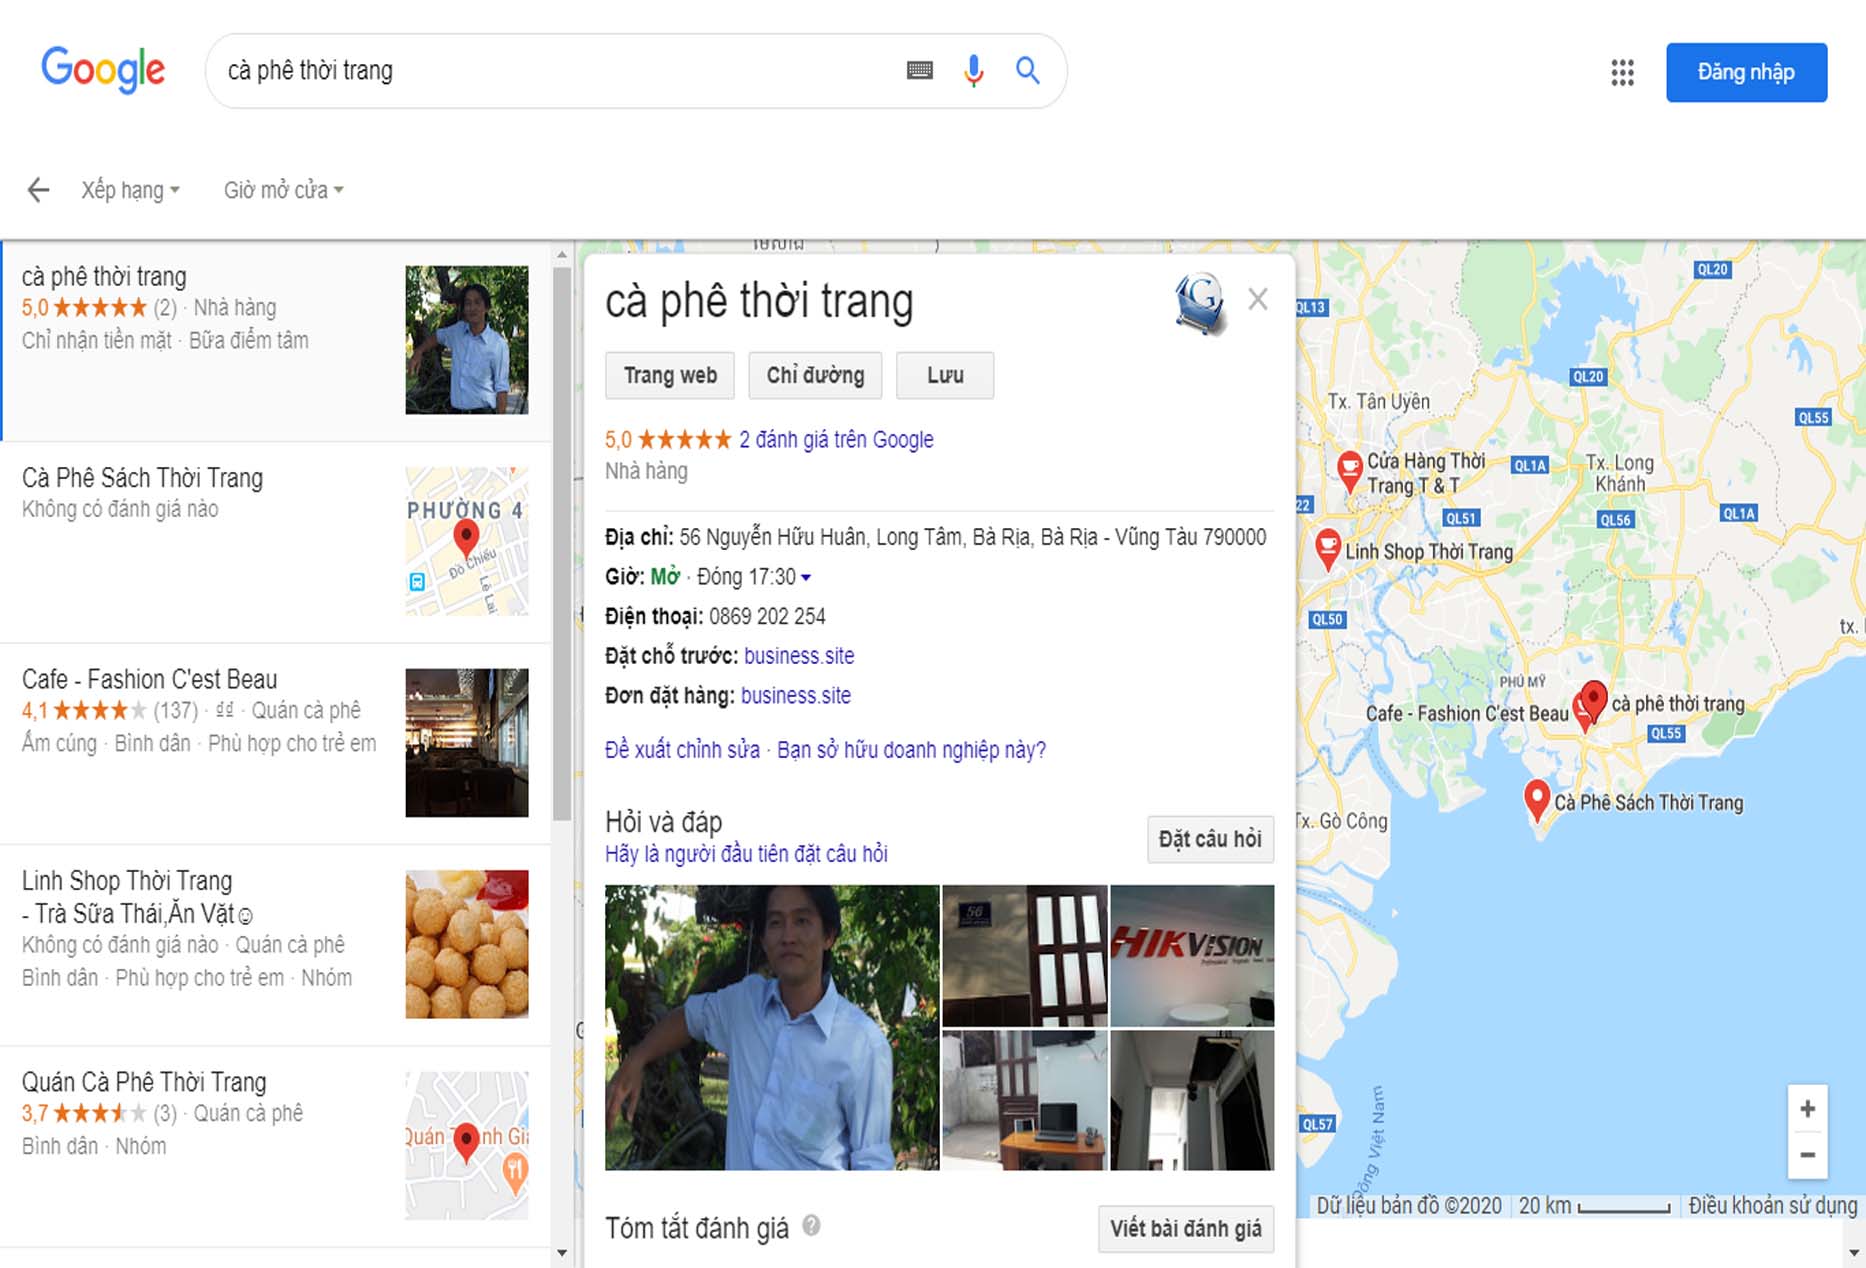 Google
cà phê thời trang
Đăng nhập
Xếp hạng
Giờ mở cửa
cà phê thời trang
5,0 ★★★★★ (2) · Nhà hàng
Chỉ nhận tiền mặt · Bữa điểm tâm
Cà Phê Sách Thời Trang
Không có đánh giá nào
PHƯỜNG 4
Đồ Chiểu
Lê Lai
Cafe - Fashion C'est Beau
4,1 ★★★★★ (137) · ₫₫ · Quán cà phê
Ấm cúng · Bình dân · Phù hợp cho trẻ em
Linh Shop Thời Trang
- Trà Sữa Thái,Ăn Vặt☺
Không có đánh giá nào · Quán cà phê
Bình dân · Phù hợp cho trẻ em · Nhóm
Quán Cà Phê Thời Trang
3,7 ★★★★★ (3) · Quán cà phê
Bình dân · Nhóm
cà phê thời trang
Trang web
Chỉ đường
Lưu
5,0 ★★★★★ 2 đánh giá trên Google
Nhà hàng
Địa chỉ: 56 Nguyễn Hữu Huân, Long Tâm, Bà Rịa, Bà Rịa - Vũng Tàu 790000
Giờ: Mở · Đóng 17:30
Điện thoại: 0869 202 254
Đặt chỗ trước: business.site
Đơn đặt hàng: business.site
Đề xuất chỉnh sửa · Bạn sở hữu doanh nghiệp này?
Hỏi và đáp
Hãy là người đầu tiên đặt câu hỏi
Đặt câu hỏi
56
HIKVISION
Tóm tắt đánh giá
Viết bài đánh giá
QL20
QL13
QL20
Tx. Tân Uyên
QL55
Cửa Hàng Thời
Trang T & T
QL1A
Tx. Long
Khánh
22
QL51
QL56
QL1A
Linh Shop Thời Trang
QL50
tx.
PHÚ MỸ
Cafe - Fashion C'est Beau
cà phê thời trang
QL55
Cà Phê Sách Thời Trang
Tx. Gò Công
QL57
Đông Việt Nam
+
−
Dữ liệu bản đồ ©2020
20 km
Điều khoản sử dụng